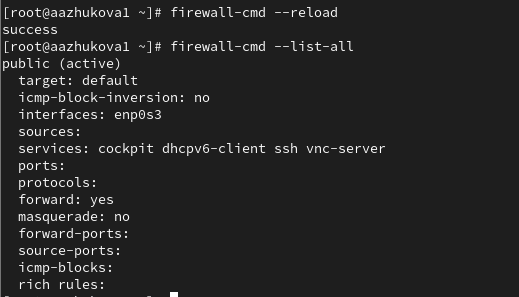 [root@aazhukova1 ~]# firewall-cmd --reload
success
[root@aazhukova1 ~]# firewall-cmd --list-all
public (active)
  target: default
  icmp-block-inversion: no
  interfaces: enp0s3
  sources:
  services: cockpit dhcpv6-client ssh vnc-server
  ports:
  protocols:
  forward: yes
  masquerade: no
  forward-ports:
  source-ports:
  icmp-blocks:
  rich rules: